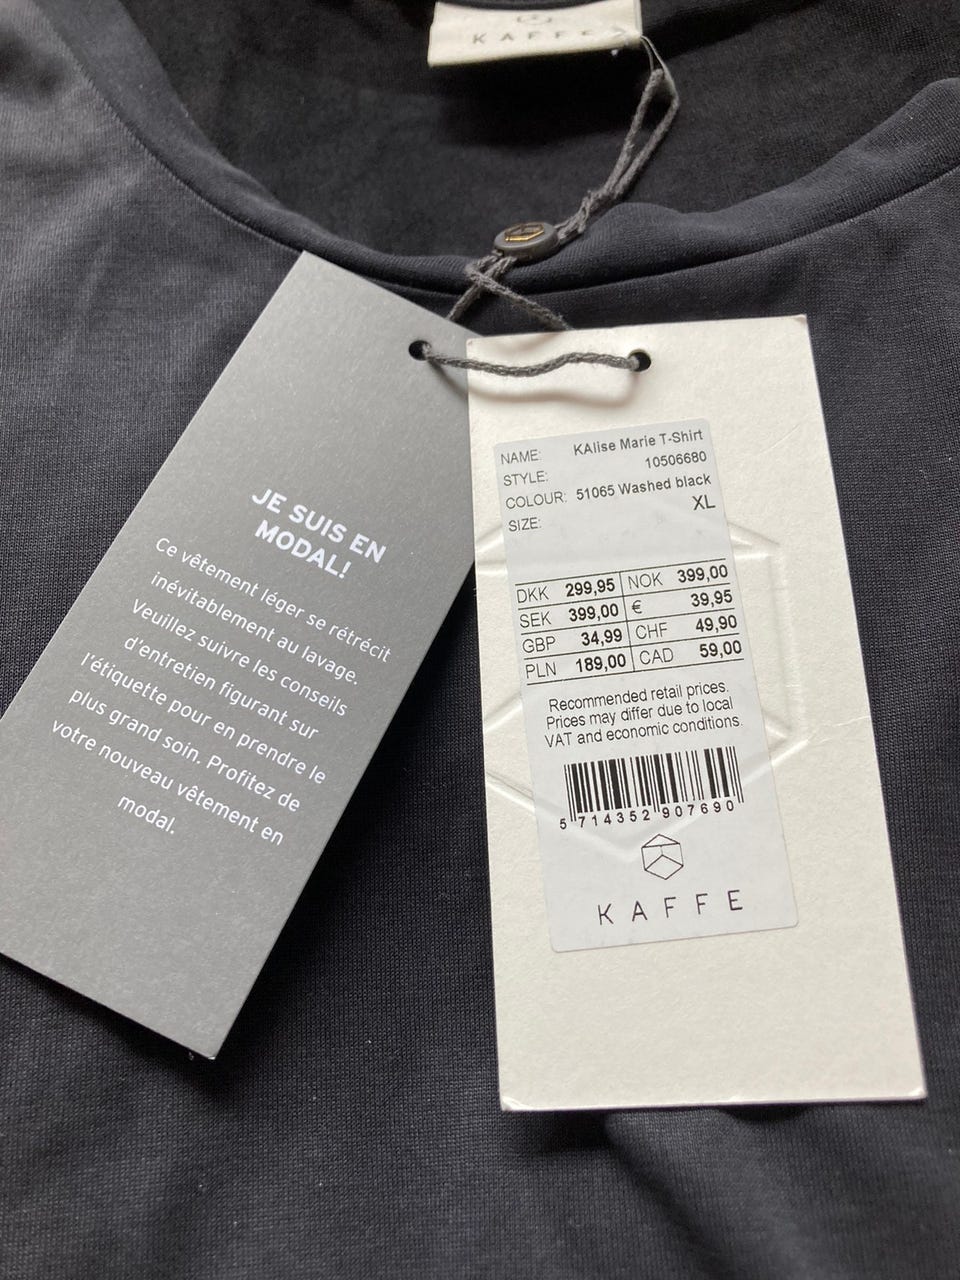 KAFFE
JE SUIS EN
MODAL!
Ce vêtement léger se rétrécit
inévitablement au lavage.
Veuillez suivre les conseils
d'entretien figurant sur
l'étiquette pour en prendre le
plus grand soin. Profitez de
votre nouveau vêtement en
modal.
NAME: KAlise Marie T-Shirt
STYLE: 10506680
COLOUR: 51065 Washed black
SIZE: XL
DKK 299,95 NOK 399,00
SEK 399,00 € 39,95
GBP 34,99 CHF 49,90
PLN 189,00 CAD 59,00
Recommended retail prices.
Prices may differ due to local
VAT and economic conditions.
5 714352 907690
KAFFE